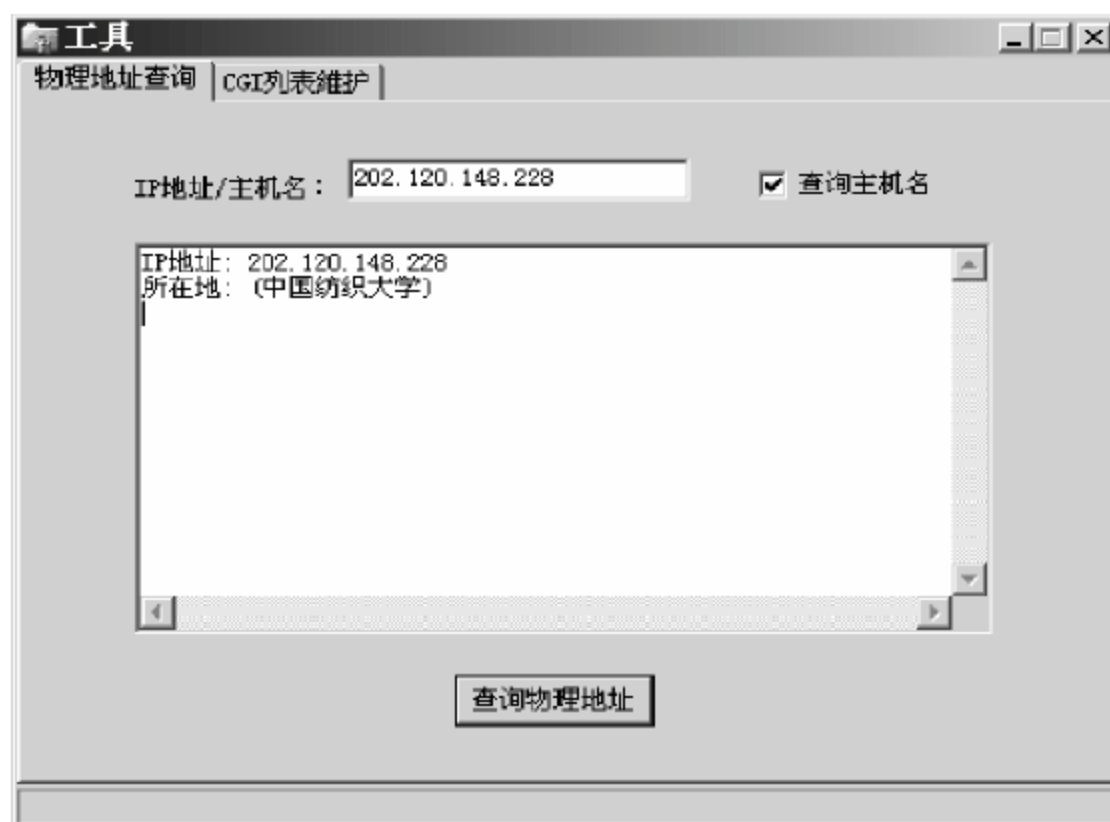 工具
物理地址查询
CGI列表維护
IP地址/主机名：
202.120.148.228
查询主机名
IP地址: 202.120.148.228
所在地: (中国纺织大学)
查询物理地址